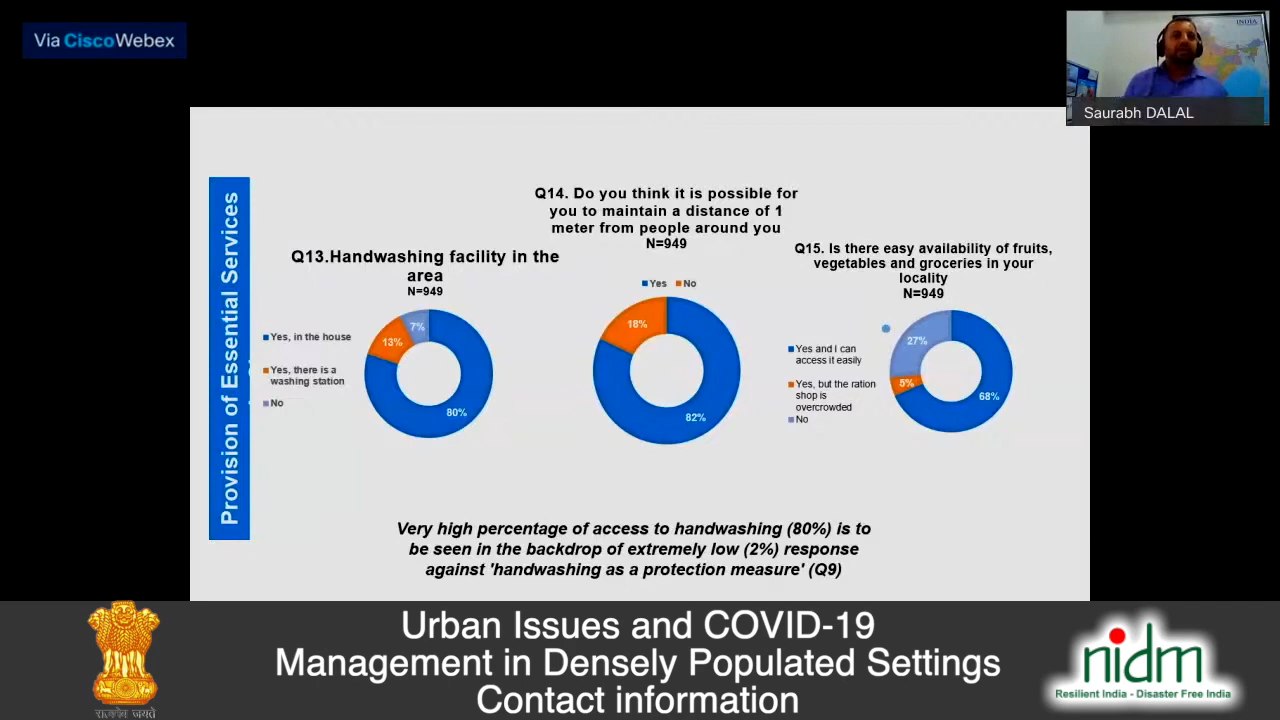 Via CiscoWebex
INDIA
Saurabh DALAL
Provision of Essential Services
Q13.Handwashing facility in the
area
N=949
Yes, in the house
Yes, there is a
washing station
No
7%
13%
80%
Q14. Do you think it is possible for
you to maintain a distance of 1
meter from people around you
N=949
Yes No
18%
82%
Q15. Is there easy availability of fruits,
vegetables and groceries in your
locality
N=949
Yes and I can
access it easily
Yes, but the ration
shop is
overcrowded
No
27%
5%
68%
Very high percentage of access to handwashing (80%) is to
be seen in the backdrop of extremely low (2%) response
against 'handwashing as a protection measure' (Q9)
सत्यमेव जयते
Urban Issues and COVID-19
Management in Densely Populated Settings
Contact information
nidm
Resilient India - Disaster Free India